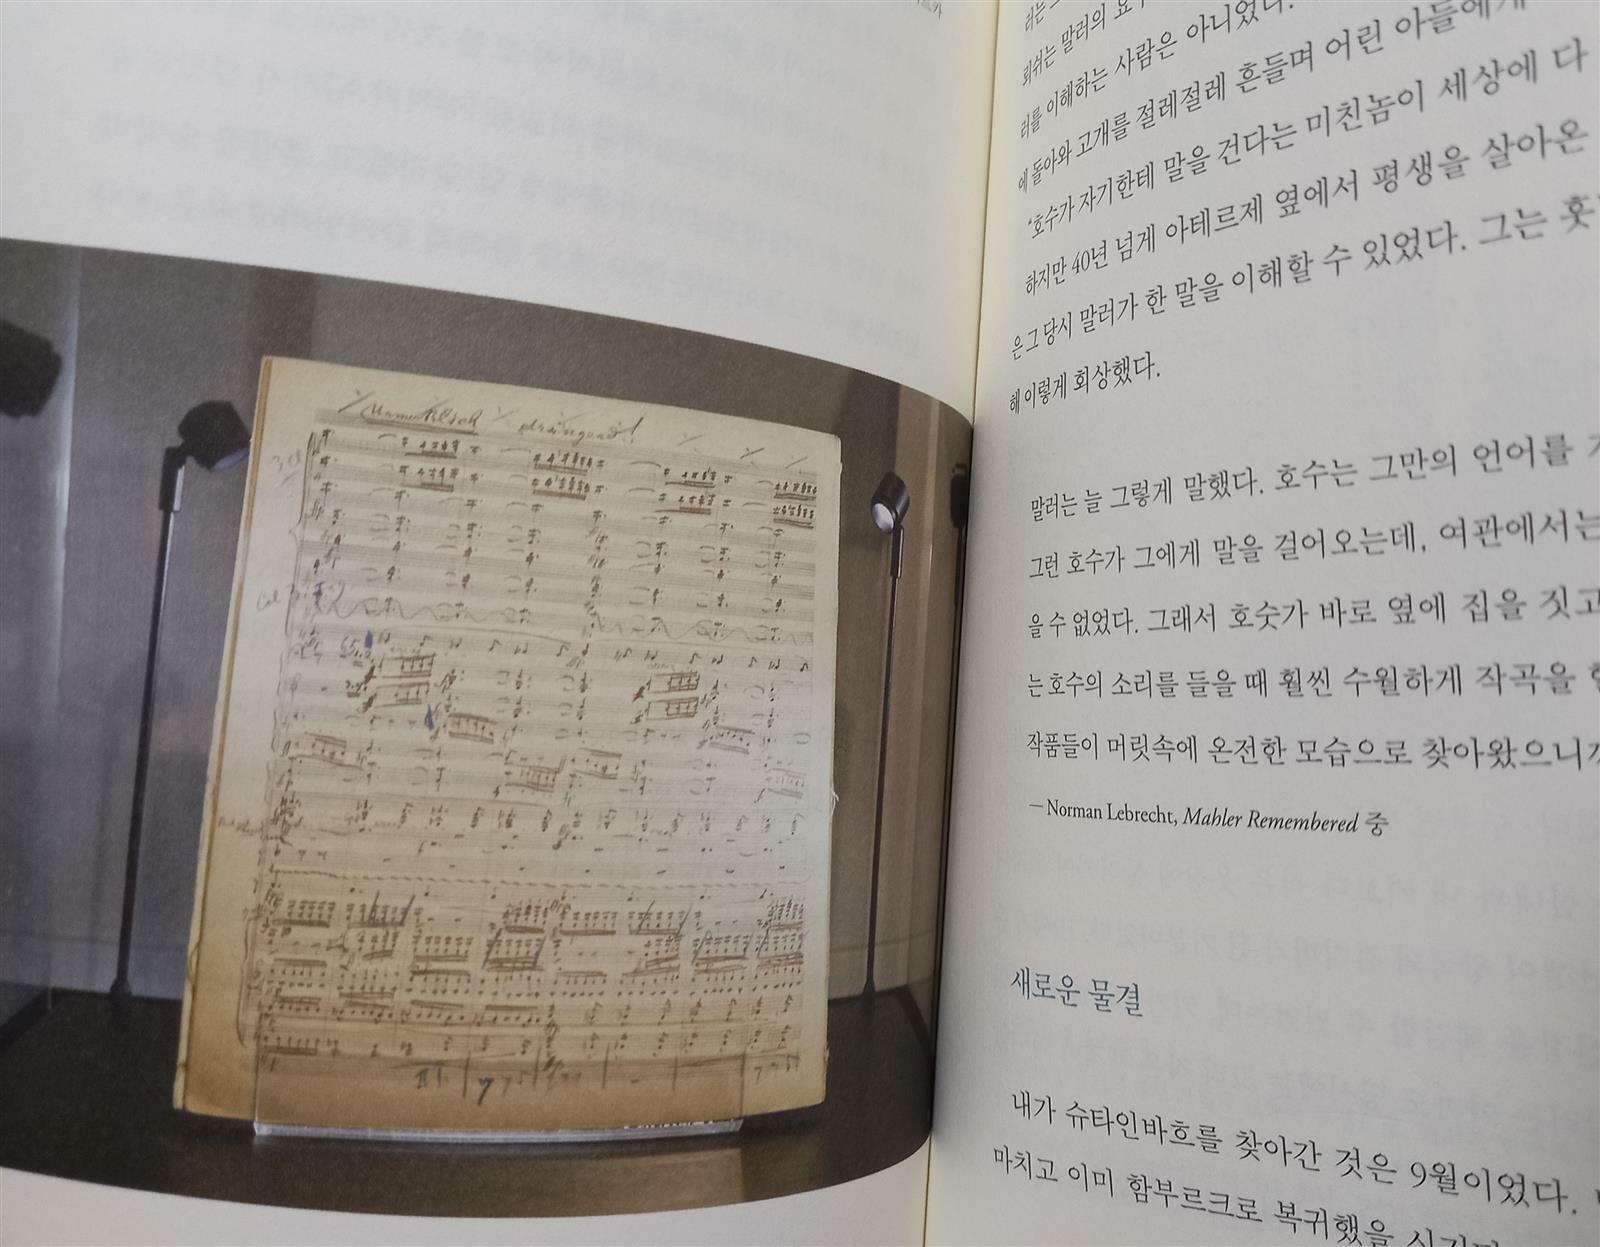 drängend!
뢰쉬는 말러의
러를 이해하는 사람은 아니었다.
에 돌아와 고개를 절레절레 흔들며 어린 아들에게
“호수가 자기한테 말을 건다는 미친놈이 세상에 다
하지만 40년 넘게 아테르제 옆에서 평생을 살아온
은 그 당시 말러가 한 말을 이해할 수 있었다. 그는 훗
해 이렇게 회상했다.
말러는 늘 그렇게 말했다. 호수는 그만의 언어를
그런 호수가 그에게 말을 걸어오는데, 여관에서는
을 수 없었다. 그래서 호숫가 바로 옆에 집을 짓고
는 호수의 소리를 들을 때 훨씬 수월하게 작곡을
작품들이 머릿속에 온전한 모습으로 찾아왔으니까
— Norman Lebrecht, Mahler Remembered 중
새로운 물결
내가 슈타인바흐를 찾아간 것은 9월이었다.
마치고 이미 함부르크로 복귀했을